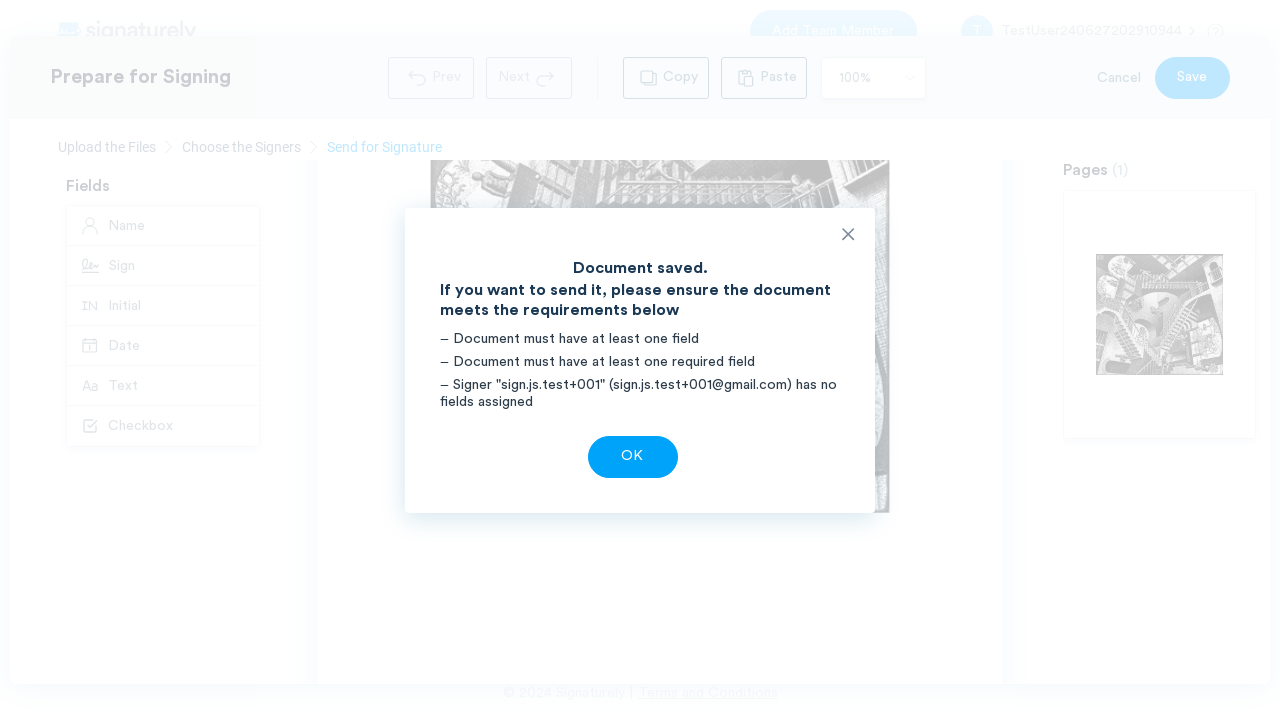 signaturely
Add Team Member
T
TestUser240527202910944
Prepare for Signing
Prev
Next
Copy
Paste
100%
Cancel
Save
Upload the Files
Choose the Signers
Send for Signature
Fields
Name
Sign
Initial
Date
Text
Checkbox
Pages (1)
Document saved.
If you want to send it, please ensure the document
meets the requirements below
– Document must have at least one field
– Document must have at least one required field
– Signer "sign.js.test+001" (sign.js.test+001@gmail.com) has no
fields assigned
OK
© 2024 Signaturely | Terms and Conditions